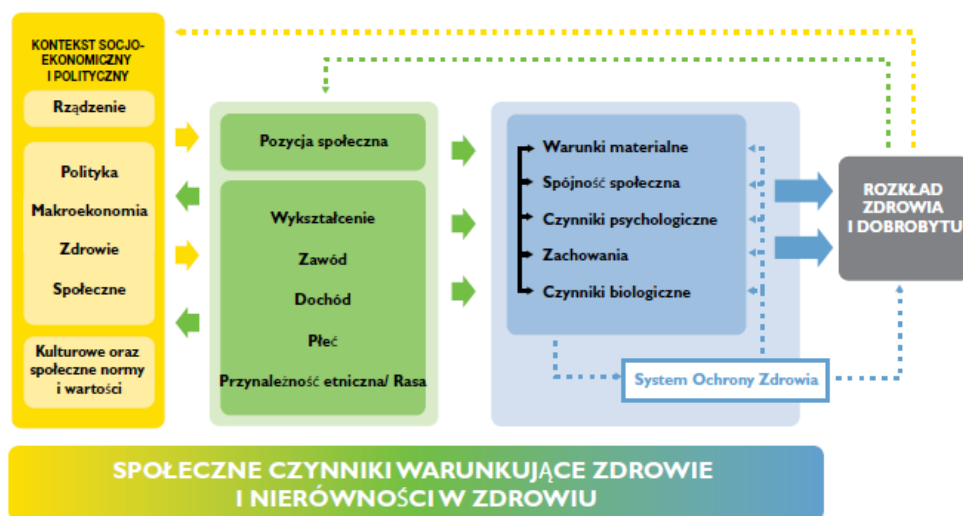 KONTEKST SOCJO-
EKONOMICZNY
I POLITYCZNY
Rządzenie
Polityka
Makroekonomia
Zdrowie
Społeczne
Kulturowe oraz
społeczne normy
i wartości
Pozycja społeczna
Wykształcenie
Zawód
Dochód
Płeć
Przynależność etniczna/ Rasa
Warunki materialne
Spójność społeczna
Czynniki psychologiczne
Zachowania
Czynniki biologiczne
System Ochrony Zdrowia
ROZKŁAD
ZDROWIA
I DOBROBYTU
SPOŁECZNE CZYNNIKI WARUNKUJĄCE ZDROWIE
I NIERÓWNOŚCI W ZDROWIU